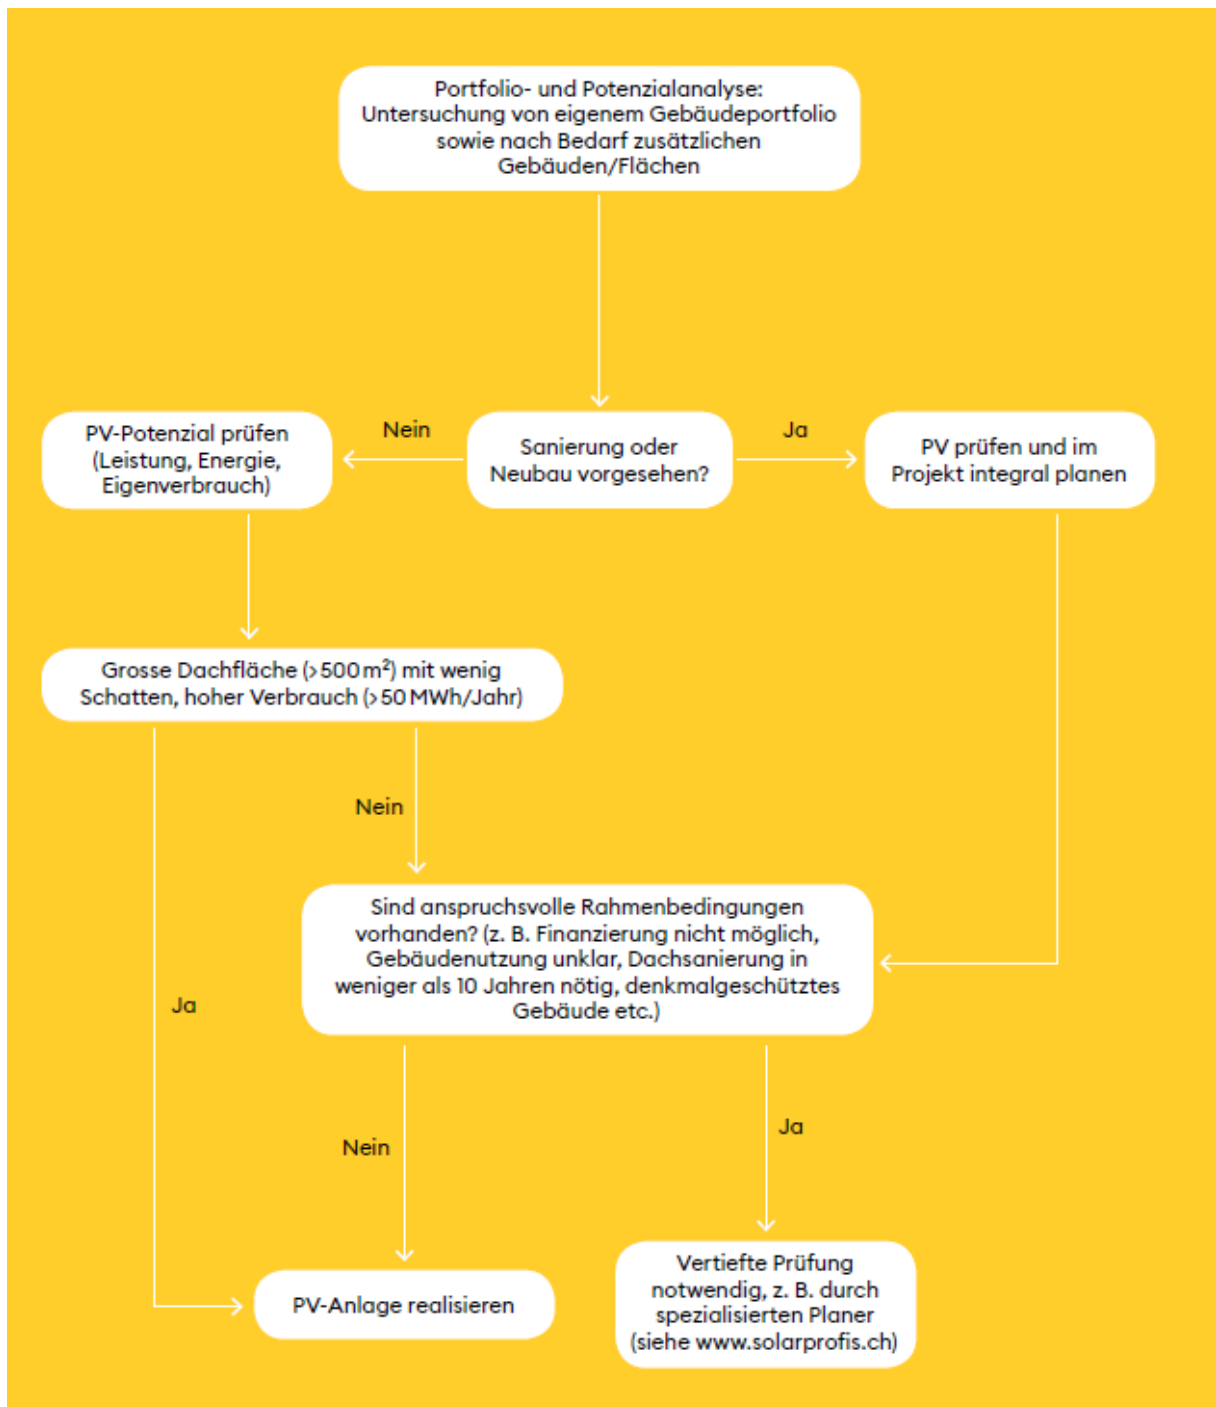 Portfolio- und Potenzialanalyse:
Untersuchung von eigenem Gebäudeportfolio
sowie nach Bedarf zusätzlichen
Gebäuden/Flächen
PV-Potenzial prüfen
(Leistung, Energie,
Eigenverbrauch)
Nein
Sanierung oder
Neubau vorgesehen?
Ja
PV prüfen und im
Projekt integral planen
Grosse Dachfläche (>500 m²) mit wenig
Schatten, hoher Verbrauch (>50 MWh/Jahr)
Nein
Sind anspruchsvolle Rahmenbedingungen
vorhanden? (z. B. Finanzierung nicht möglich,
Gebäudenutzung unklar, Dachsanierung in
weniger als 10 Jahren nötig, denkmalgeschütztes
Gebäude etc.)
Ja
Nein
Ja
PV-Anlage realisieren
Vertiefte Prüfung
notwendig, z. B. durch
spezialisierten Planer
(siehe www.solarprofis.ch)